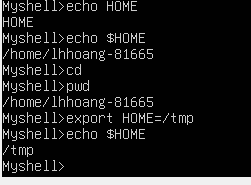 Myshell>echo HOME
HOME
Myshell>echo $HOME
/home/lhhoang-81665
Myshell>cd
Myshell>pwd
/home/lhhoang-81665
Myshell>export HOME=/tmp
Myshell>echo $HOME
/tmp
Myshell>